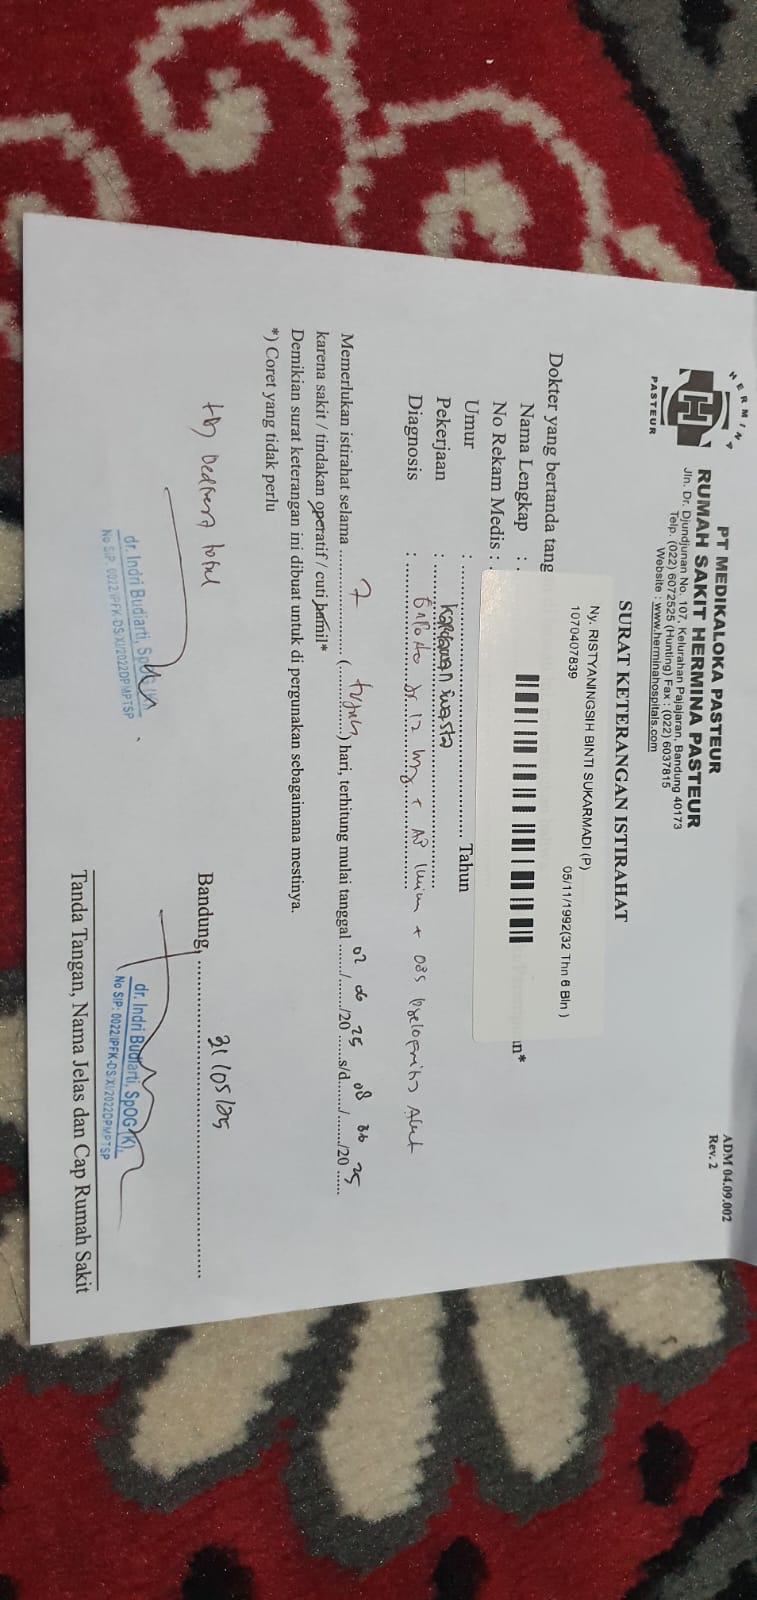 HERMINA
PASTEUR
PT MEDIKALOKA PASTEUR
RUMAH SAKIT HERMINA PASTEUR
Jln. Dr. Djundjunan No. 107, Kelurahan Pajajaran, Bandung 40173
Telp. (022) 6072525 (Hunting) Fax : (022) 6037815
Website : www.herminahospitals.com
ADM 04.09.002
Rev. 2
SURAT KETERANGAN ISTIRAHAT
Dokter yang bertanda tang
Ny. RISTYANINGSIH BINTI SUKARMADI (P)
1070407839 05/11/1992(32 Thn 6 Bln )
Nama Lengkap : n*
No Rekam Medis :
Umur : Tahun
Pekerjaan : karyawan swasta
Diagnosis :
Memerlukan istirahat selama 7 (tujuh) hari, terhitung mulai tanggal 02/06/2025 s/d 08/06/2025
karena sakit / tindakan operatif / cuti hamil*
Demikian surat keterangan ini dibuat untuk di pergunakan sebagaimana mestinya.
*) Coret yang tidak perlu
Bandung, 31/05/25
dr. Indri Budiarti, SpOG(K)
No SIP: 0022/IPFK-DS/XI/2022DPMPTSP
dr. Indri Budiarti, SpOG(K),
No SIP: 0022/IPFK-DS/XI/2022DPMPTSP
Tanda Tangan, Nama Jelas dan Cap Rumah Sakit